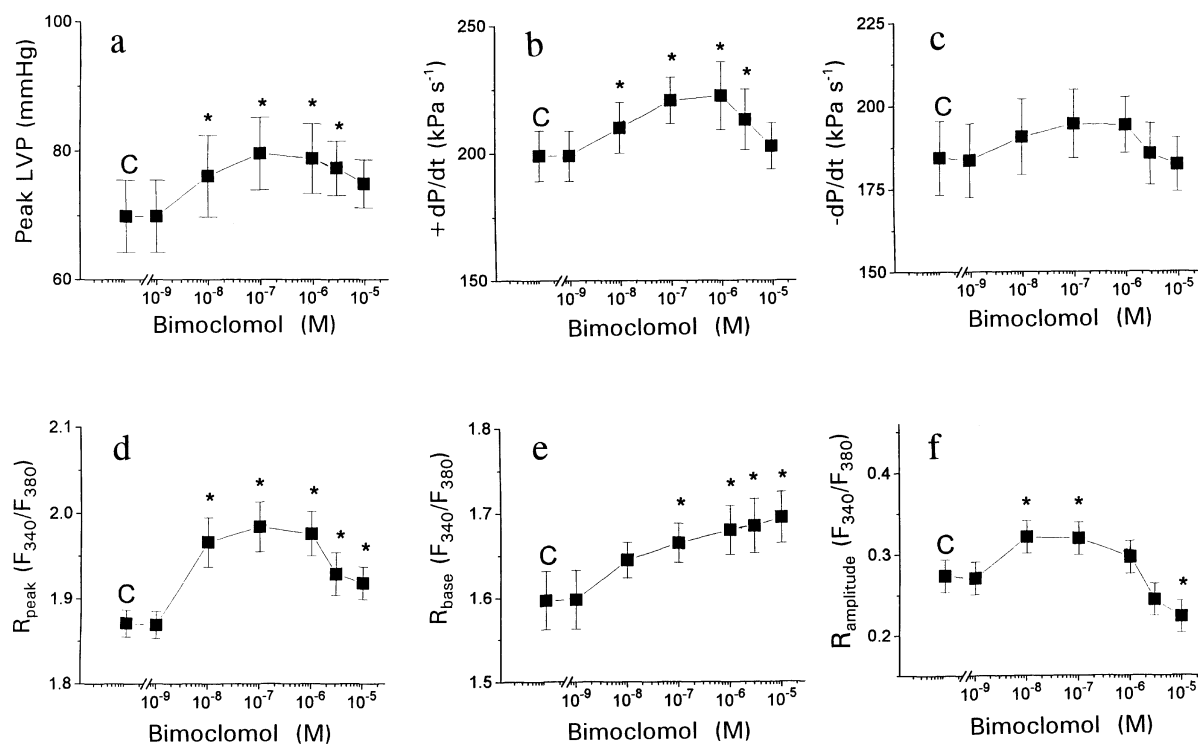 a
Peak LVP (mmHg)
100
80
60
C
* * * *
10⁻⁹ 10⁻⁸ 10⁻⁷ 10⁻⁶ 10⁻⁵
Bimoclomol (M)
b
+dP/dt (kPa s⁻¹)
250
200
150
C
* * * *
10⁻⁹ 10⁻⁸ 10⁻⁷ 10⁻⁶ 10⁻⁵
Bimoclomol (M)
c
-dP/dt (kPa s⁻¹)
225
200
175
150
C
10⁻⁹ 10⁻⁸ 10⁻⁷ 10⁻⁶ 10⁻⁵
Bimoclomol (M)
d
R_peak (F₃₄₀/F₃₈₀)
2.1
2.0
1.9
1.8
C
* * * * *
10⁻⁹ 10⁻⁸ 10⁻⁷ 10⁻⁶ 10⁻⁵
Bimoclomol (M)
e
R_base (F₃₄₀/F₃₈₀)
1.8
1.7
1.6
1.5
C
* * * *
10⁻⁹ 10⁻⁸ 10⁻⁷ 10⁻⁶ 10⁻⁵
Bimoclomol (M)
f
R_amplitude (F₃₄₀/F₃₈₀)
0.4
0.3
0.2
C
* * *
10⁻⁹ 10⁻⁸ 10⁻⁷ 10⁻⁶ 10⁻⁵
Bimoclomol (M)